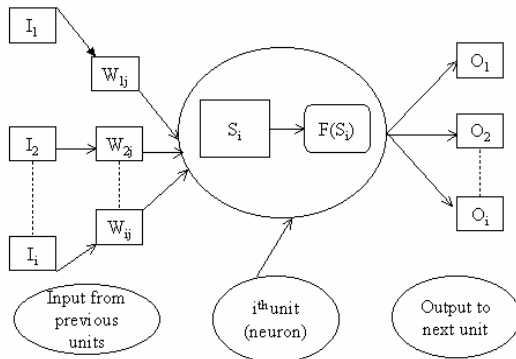 I1
W1j
I2
W2j
Wij
Ii
Si
F(Si)
O1
O2
Oi
Input from
previous
units
ith unit
(neuron)
Output to
next unit